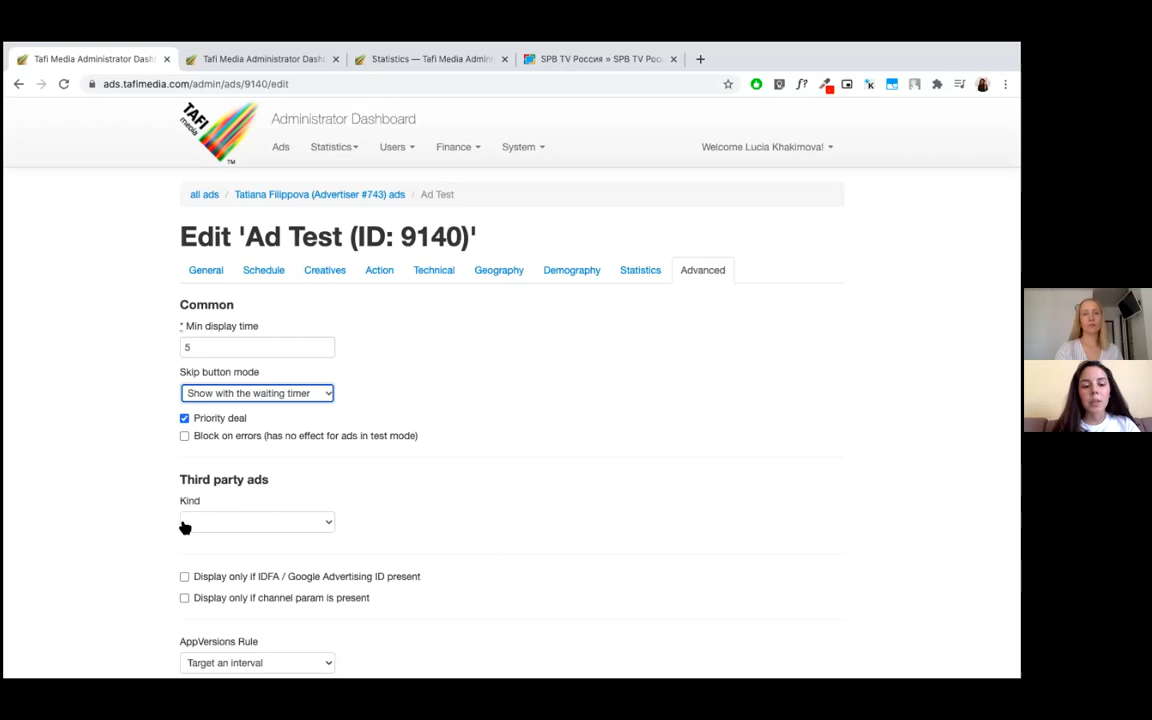 Tafi Media Administrator Dash
Tafi Media Administrator Dash
Statistics — Tafi Media Admin
SPB TV Россия » SPB TV Рос
ads.tafimedia.com/admin/ads/9140/edit
TAFI
media
TM
Administrator Dashboard
Ads
Statistics
Users
Finance
System
Welcome Lucia Khakimova!
all ads / Tatiana Filippova (Advertiser #743) ads / Ad Test
Edit 'Ad Test (ID: 9140)'
General
Schedule
Creatives
Action
Technical
Geography
Demography
Statistics
Advanced
Common
* Min display time
5
Skip button mode
Show with the waiting timer
Priority deal
Block on errors (has no effect for ads in test mode)
Third party ads
Kind
Display only if IDFA / Google Advertising ID present
Display only if channel param is present
AppVersions Rule
Target an interval